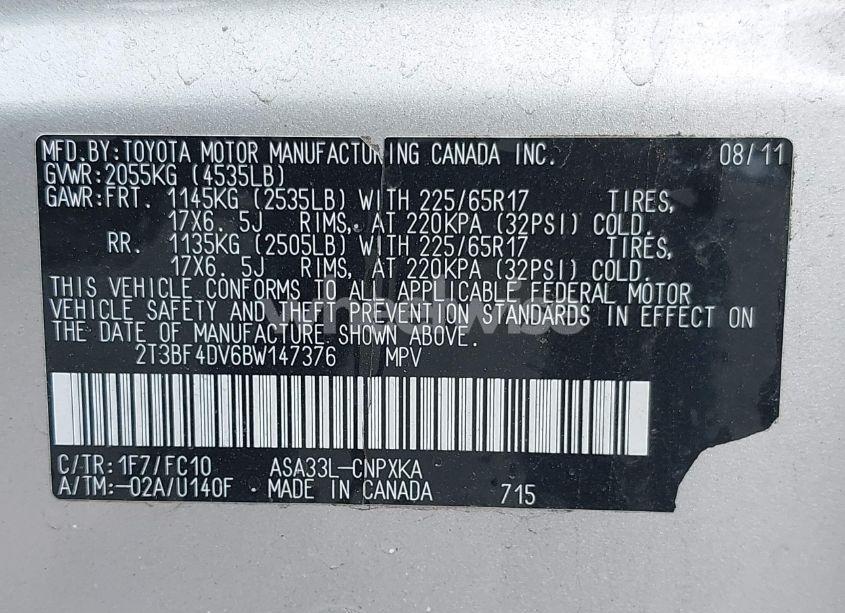 MFD.BY:TOYOTA MOTOR MANUFACTURING CANADA INC. 08/11
GVWR:2055KG (4535LB)
GAWR:FRT. 1145KG (2535LB) WITH 225/65R17 TIRES,
17X6. 5J RIMS, AT 220KPA (32PSI) COLD.
RR. 1135KG (2505LB) WITH 225/65R17 TIRES,
17X6. 5J RIMS, AT 220KPA (32PSI) COLD.
THIS VEHICLE CONFORMS TO ALL APPLICABLE FEDERAL MOTOR
VEHICLE SAFETY AND THEFT PREVENTION STANDARDS IN EFFECT ON
THE DATE OF MANUFACTURE SHOWN ABOVE.
2T3BF4DV6BW147376 MPV
C/TR:1F7/FC10 ASA33L-CNPXKA
A/TM:-02A/U140F MADE IN CANADA 715